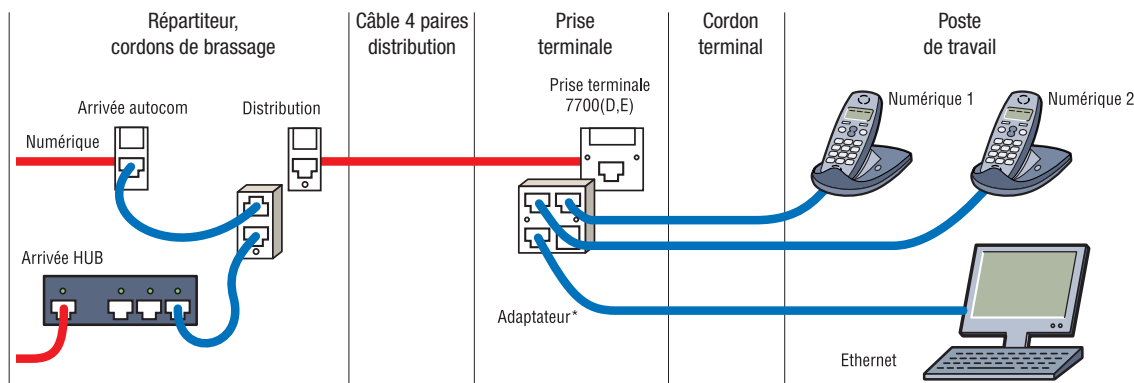 Répartiteur,
cordons de brassage
Câble 4 paires
distribution
Prise
terminale
Cordon
terminal
Poste
de travail
Arrivée autocom
Distribution
Prise terminale
7700(D,E)
Numérique 1
Numérique 2
Numérique
Arrivée HUB
Adaptateur*
Ethernet